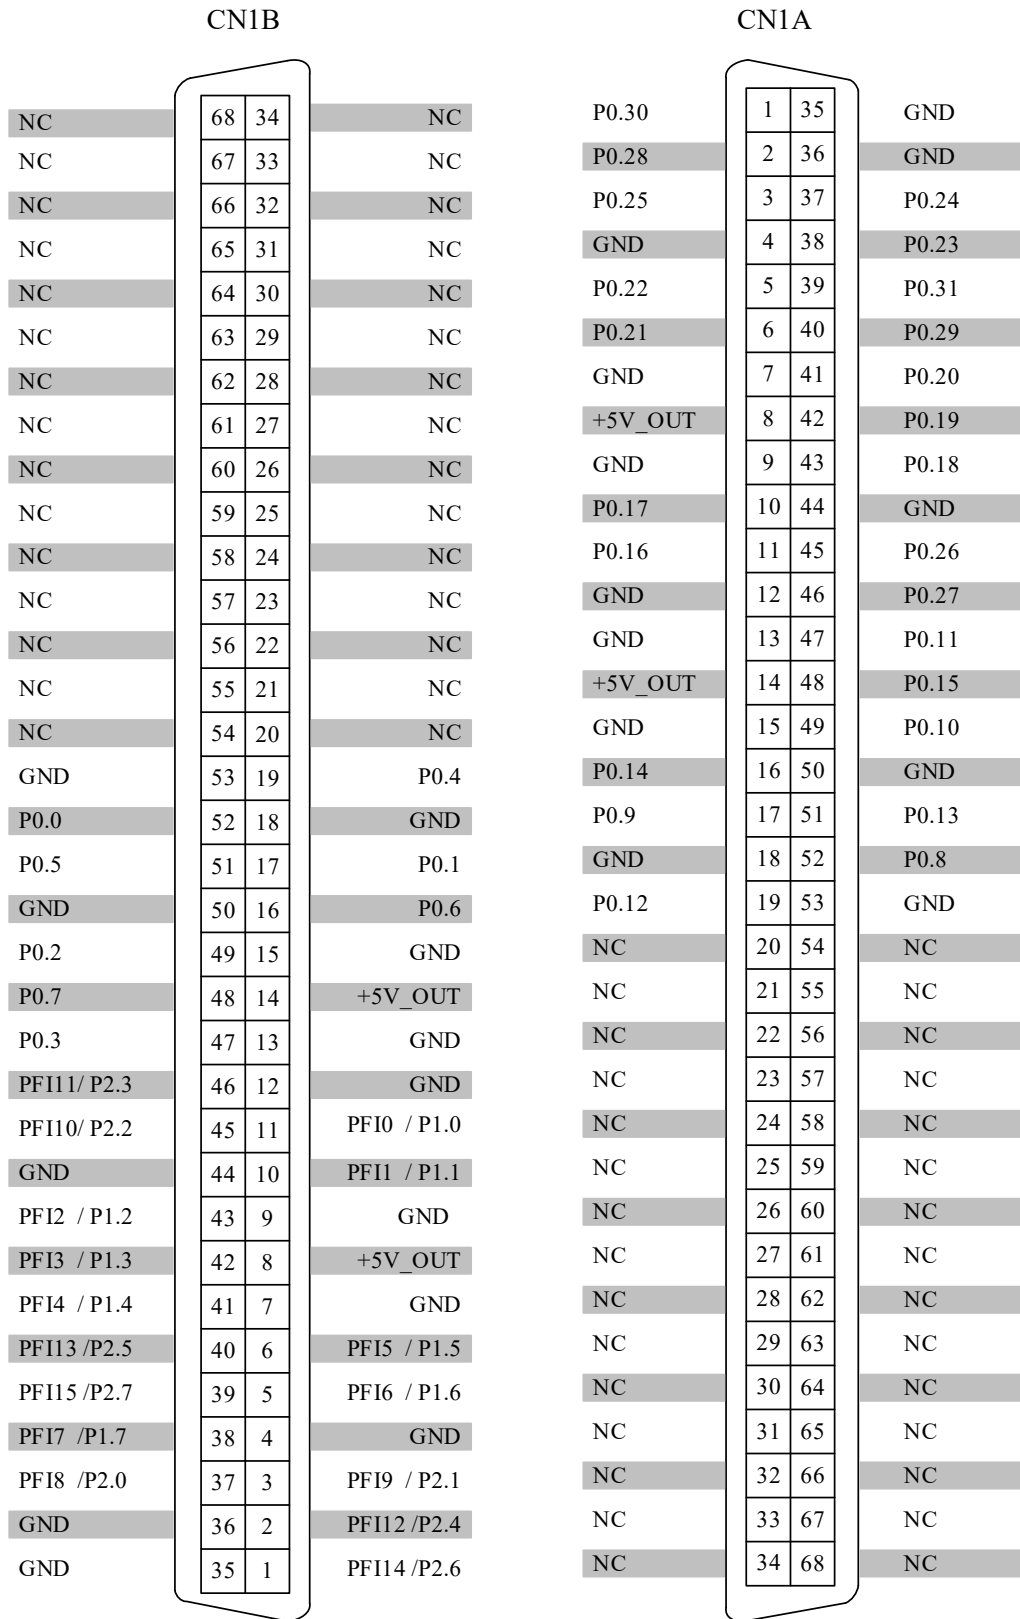 CN1B CN1A
NC 68 34 NC P0.30 1 35 GND
NC 67 33 NC P0.28 2 36 GND
NC 66 32 NC P0.25 3 37 P0.24
NC 65 31 NC GND 4 38 P0.23
NC 64 30 NC P0.22 5 39 P0.31
NC 63 29 NC P0.21 6 40 P0.29
NC 62 28 NC GND 7 41 P0.20
NC 61 27 NC +5V_OUT 8 42 P0.19
NC 60 26 NC GND 9 43 P0.18
NC 59 25 NC P0.17 10 44 GND
NC 58 24 NC P0.16 11 45 P0.26
NC 57 23 NC GND 12 46 P0.27
NC 56 22 NC GND 13 47 P0.11
NC 55 21 NC +5V_OUT 14 48 P0.15
NC 54 20 NC GND 15 49 P0.10
GND 53 19 P0.4 P0.14 16 50 GND
P0.0 52 18 GND P0.9 17 51 P0.13
P0.5 51 17 P0.1 GND 18 52 P0.8
GND 50 16 P0.6 P0.12 19 53 GND
P0.2 49 15 GND NC 20 54 NC
P0.7 48 14 +5V_OUT NC 21 55 NC
P0.3 47 13 GND NC 22 56 NC
PFI11/ P2.3 46 12 GND NC 23 57 NC
PFI10/ P2.2 45 11 PFI0 / P1.0 NC 24 58 NC
GND 44 10 PFI1 / P1.1 NC 25 59 NC
PFI2 / P1.2 43 9 GND NC 26 60 NC
PFI3 / P1.3 42 8 +5V_OUT NC 27 61 NC
PFI4 / P1.4 41 7 GND NC 28 62 NC
PFI13 /P2.5 40 6 PFI5 / P1.5 NC 29 63 NC
PFI15 /P2.7 39 5 PFI6 / P1.6 NC 30 64 NC
PFI7 /P1.7 38 4 GND NC 31 65 NC
PFI8 /P2.0 37 3 PFI9 / P2.1 NC 32 66 NC
GND 36 2 PFI12 /P2.4 NC 33 67 NC
GND 35 1 PFI14 /P2.6 NC 34 68 NC